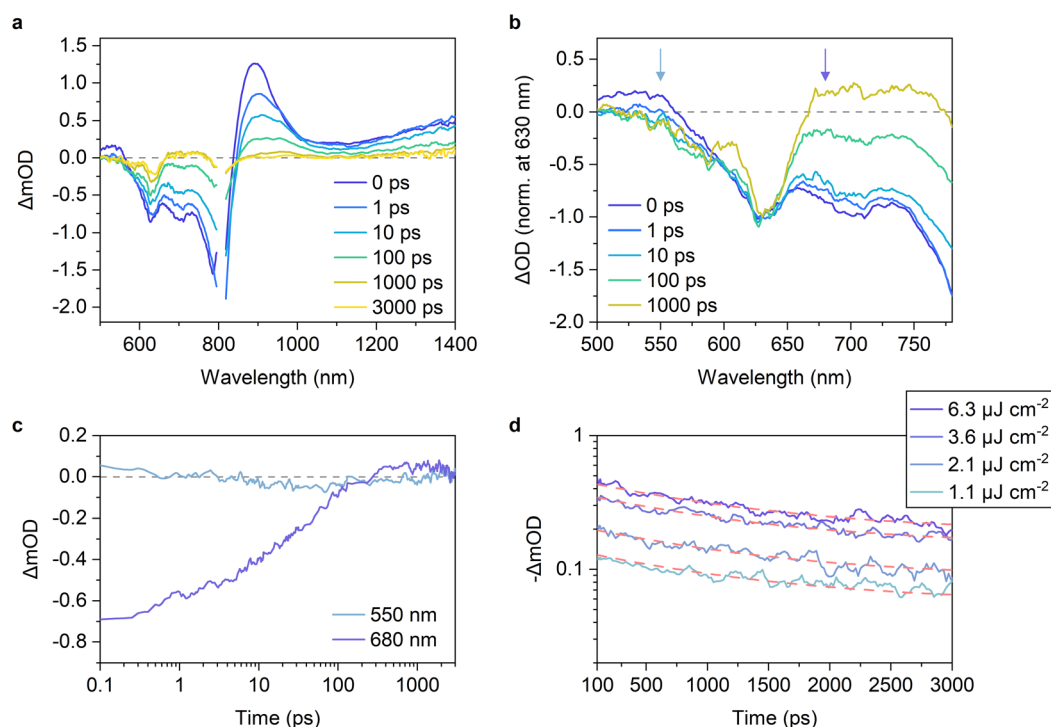 a
1.5
1.0
0.5
0.0
-0.5
-1.0
-1.5
-2.0
ΔmOD
600
800
1000
1200
1400
Wavelength (nm)
0 ps
1 ps
10 ps
100 ps
1000 ps
3000 ps
b
0.5
0.0
-0.5
-1.0
-1.5
-2.0
ΔOD (norm. at 630 nm)
500
550
600
650
700
750
Wavelength (nm)
0 ps
1 ps
10 ps
100 ps
1000 ps
c
0.2
0.0
-0.2
-0.4
-0.6
-0.8
ΔmOD
0.1
1
10
100
1000
Time (ps)
550 nm
680 nm
d
1
0.1
-ΔmOD
100
500
1000
1500
2000
2500
3000
Time (ps)
6.3 µJ cm⁻²
3.6 µJ cm⁻²
2.1 µJ cm⁻²
1.1 µJ cm⁻²